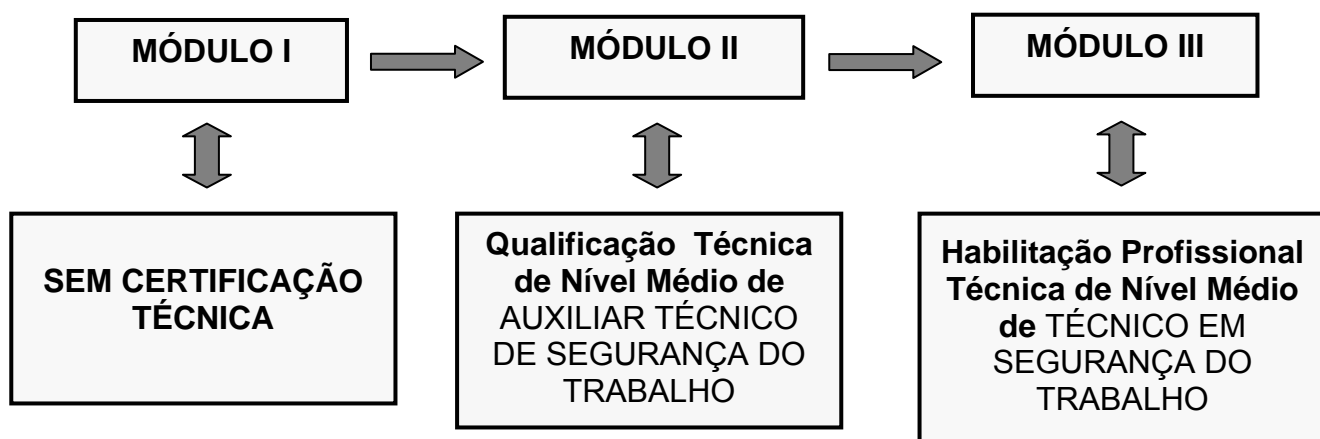 MÓDULO I
MÓDULO II
MÓDULO III
SEM CERTIFICAÇÃO
TÉCNICA
Qualificação Técnica
de Nível Médio de
AUXILIAR TÉCNICO
DE SEGURANÇA DO
TRABALHO
Habilitação Profissional
Técnica de Nível Médio
de TÉCNICO EM
SEGURANÇA DO
TRABALHO